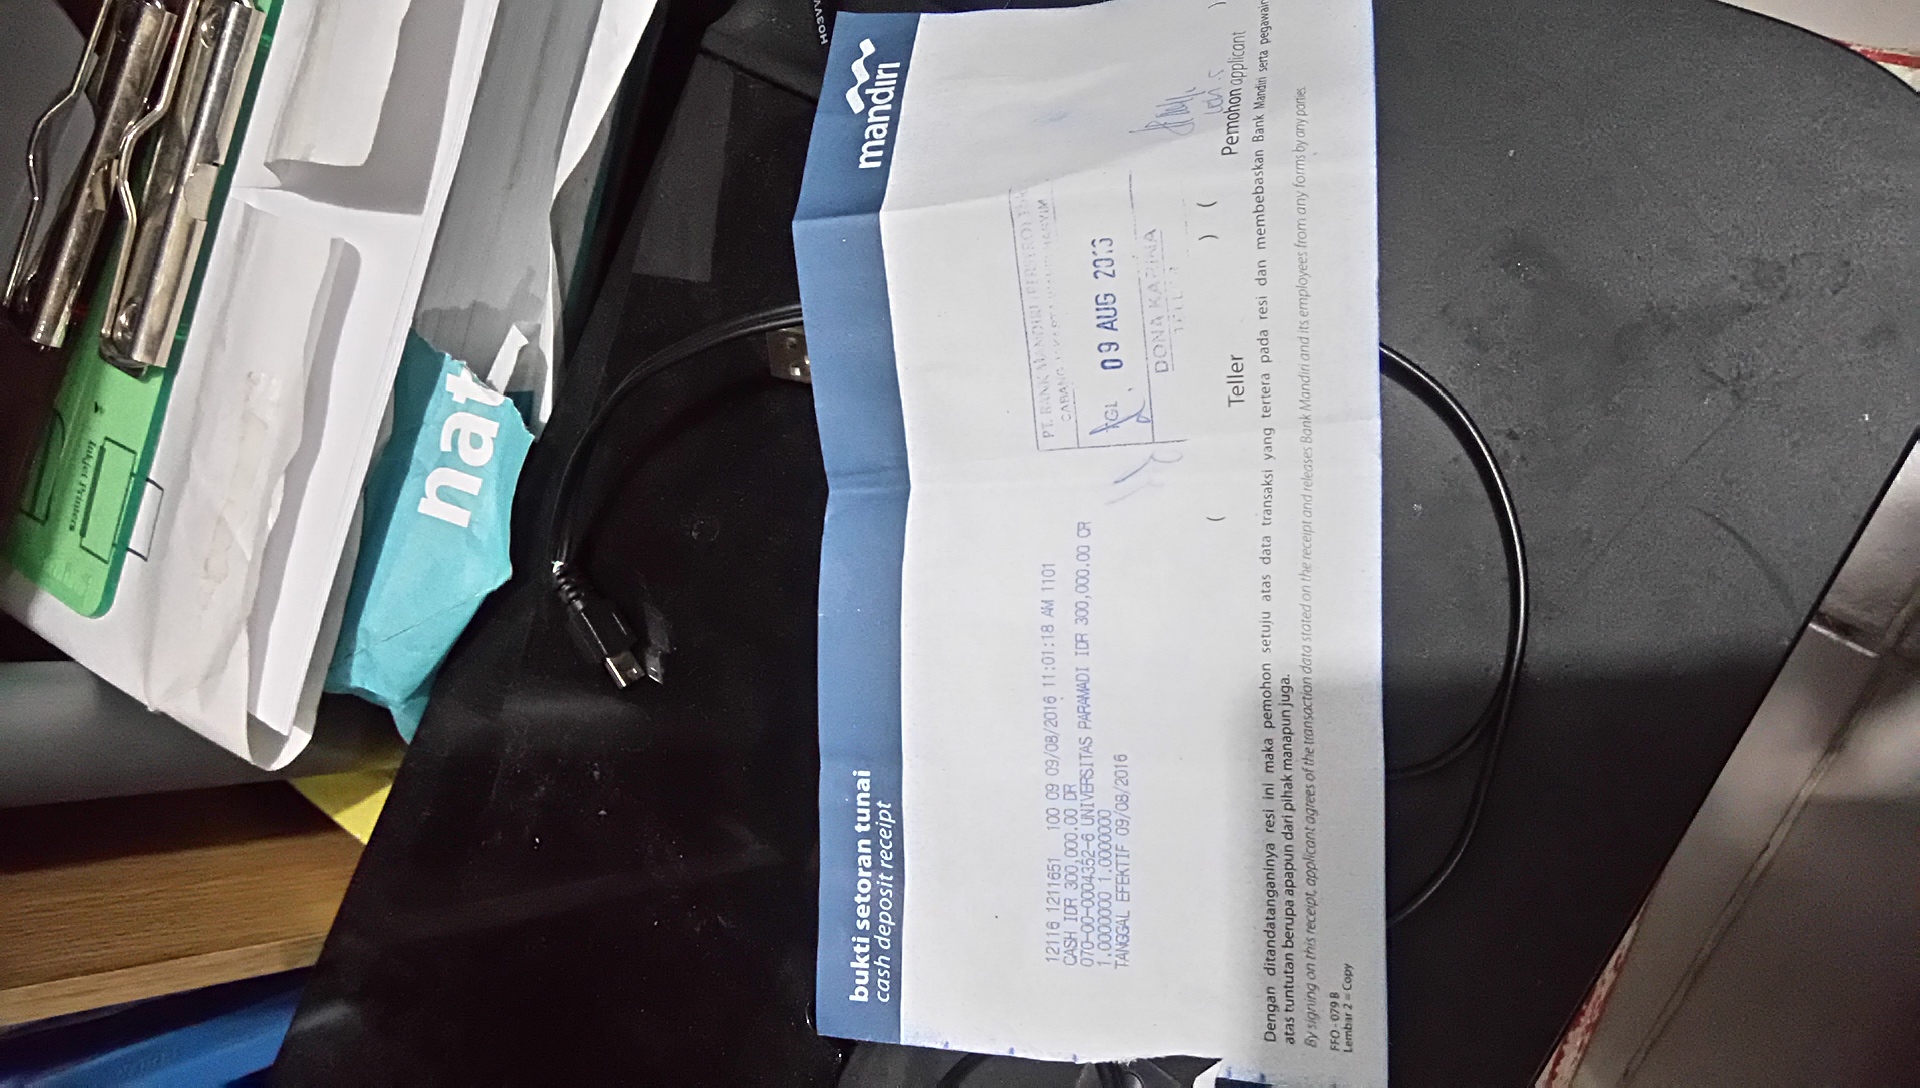 Inkjet Printers
nat
bukti setoran tunai
cash deposit receipt
mandiri
12116 1211651 100 09 09/08/2016 11:01:18 AM 1101
CASH IDR 300,000.00 DR
070-00-0004352-6 UNIVERSITAS PARAMADI IDR 300,000.00 CR
1.0000000 1.0000000
TANGGAL EFEKTIF 09/08/2016
PT. BANK MANDIRI (PERSERO) Tbk
CABANG JAKARTA
TGL 09 AUG 2016
DONA KARINA
TELLER
( ) ( )
Teller
Pemohon applicant
Dengan ditandatanganinya resi ini maka pemohon setuju atas data transaksi yang tertera pada resi dan membebaskan Bank Mandiri serta pegawain
atas tuntutan berupa apapun dari pihak manapun juga.
By signing on this receipt, applicant agrees of the transaction data stated on the receipt and releases Bank Mandiri and its employees from any forms by any parties.
FFO - 079 B
Lembar 2 = Copy